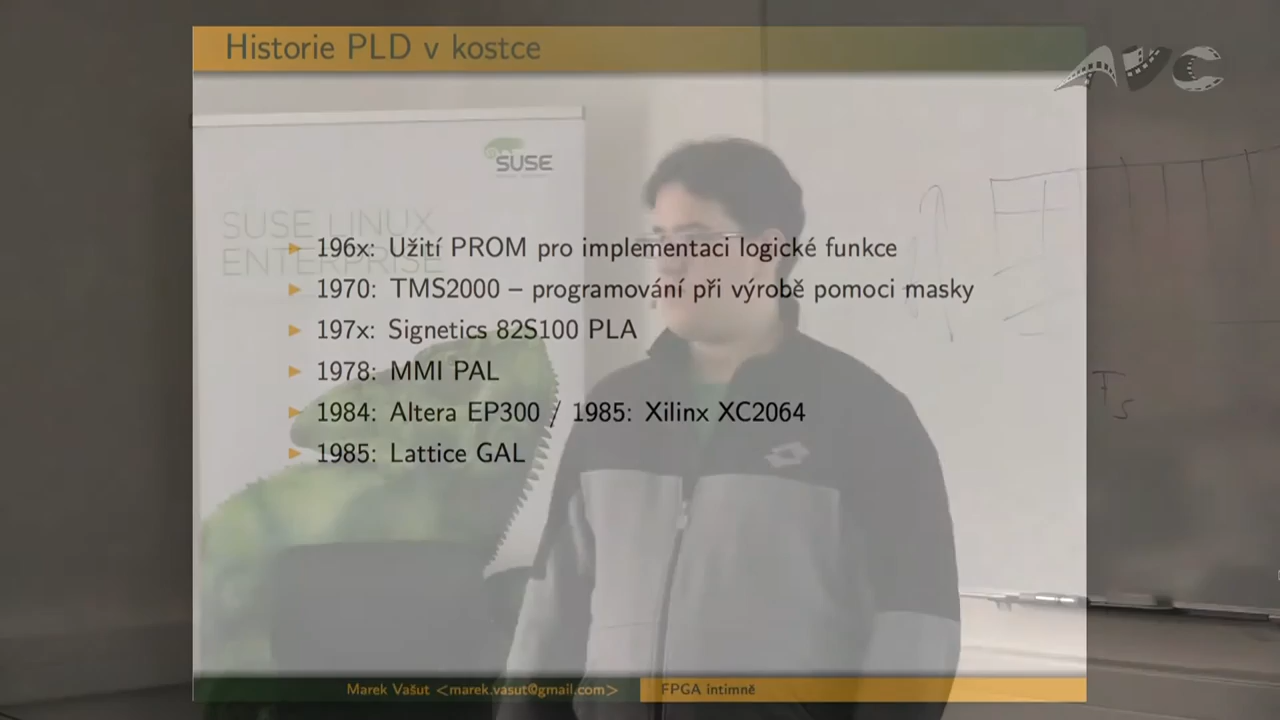 Historie PLD v kostce
AVC
SUSE
SUSE LINUX
ENTERPRISE
196x: Užití PROM pro implementaci logické funkce
1970: TMS2000 – programování při výrobě pomoci masky
197x: Signetics 82S100 PLA
1978: MMI PAL
1984: Altera EP300 / 1985: Xilinx XC2064
1985: Lattice GAL
Marek Vašut <marek.vasut@gmail.com>
FPGA intimně